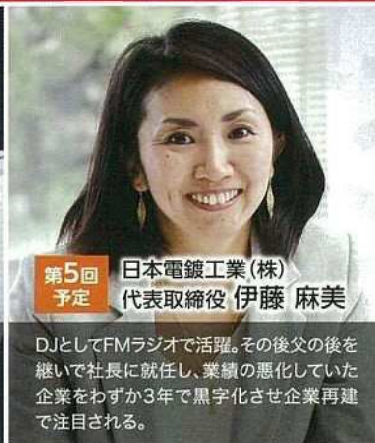 第5回
予定
日本電鍍工業(株)
代表取締役 伊藤 麻美
DJとしてFMラジオで活躍。その後父の後を
継いで社長に就任し、業績の悪化していた
企業をわずか3年で黒字化させ企業再建
で注目される。